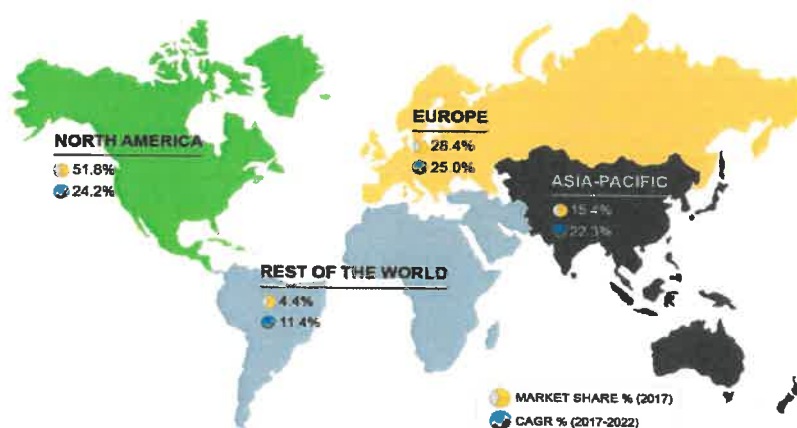 NORTH AMERICA
51.8%
24.2%
EUROPE
28.4%
25.0%
ASIA-PACIFIC
15.4%
22.3%
REST OF THE WORLD
4.4%
11.4%
MARKET SHARE % (2017)
CAGR % (2017-2022)